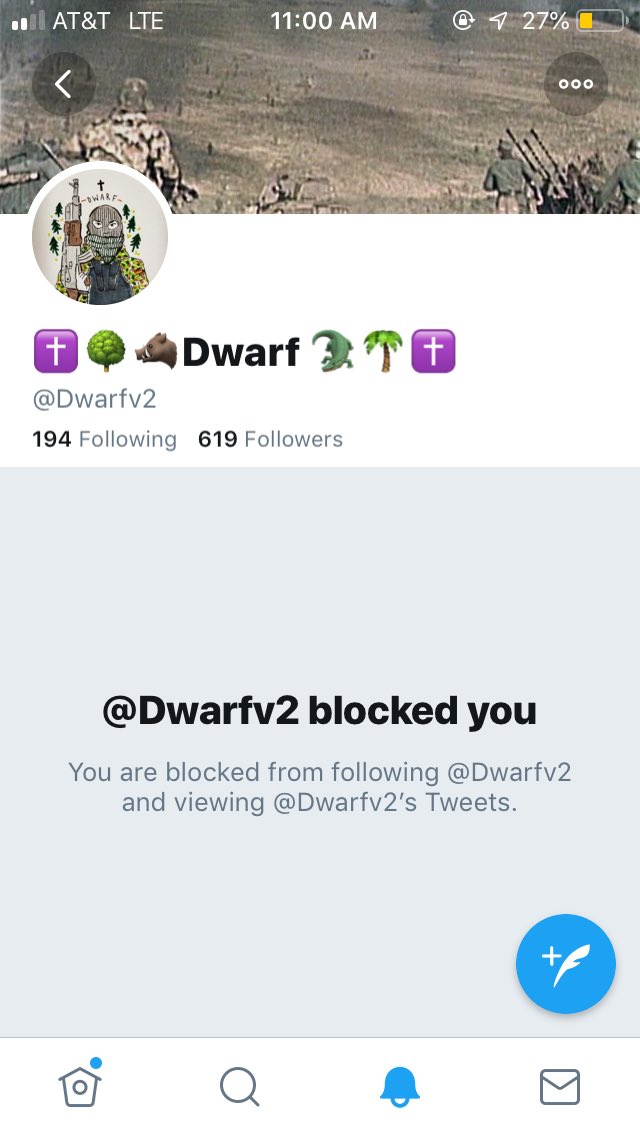 AT&T LTE 11:00 AM 27%
DWARF
✝️🌳🐗Dwarf 🐊🌴✝️
@Dwarfv2
194 Following 619 Followers
@Dwarfv2 blocked you
You are blocked from following @Dwarfv2
and viewing @Dwarfv2’s Tweets.